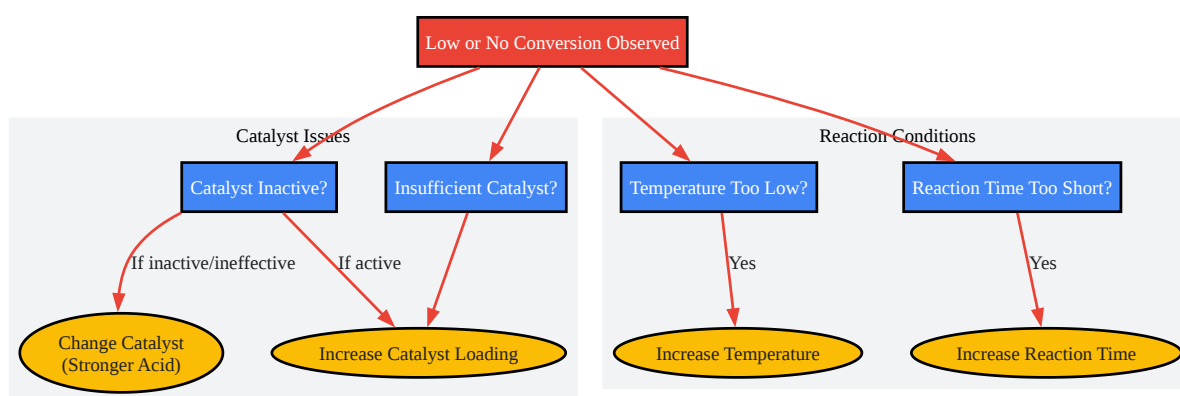 Low or No Conversion Observed
Catalyst Issues
Reaction Conditions
Catalyst Inactive?
Insufficient Catalyst?
Temperature Too Low?
Reaction Time Too Short?
If inactive/ineffective
If active
Yes
Yes
Change Catalyst
(Stronger Acid)
Increase Catalyst Loading
Increase Temperature
Increase Reaction Time